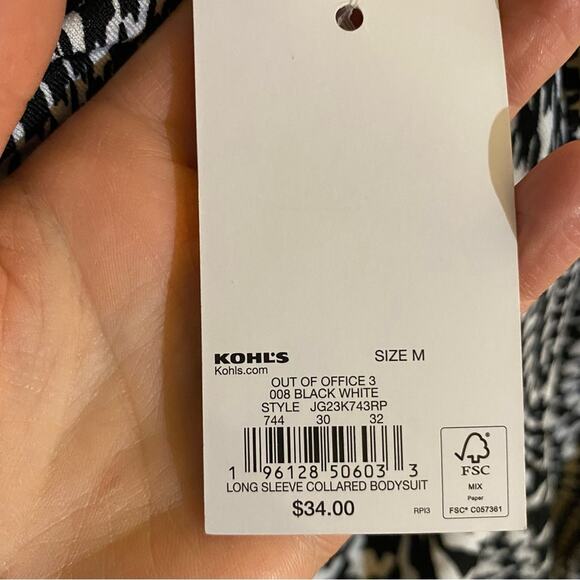 KOHL'S SIZE M
Kohls.com
OUT OF OFFICE 3
008 BLACK WHITE
STYLE JG23K743RP
744 30 32
1 96128 50603 3
LONG SLEEVE COLLARED BODYSUIT
$34.00
RPI3
FSC
MIX
Paper
FSC® C057361